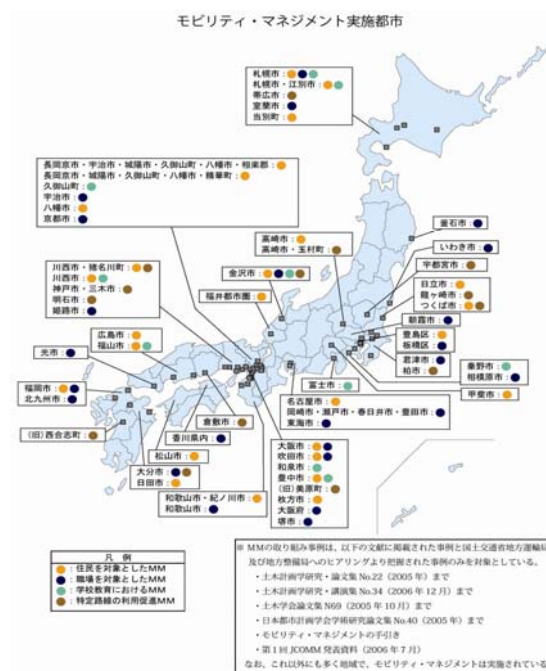 モビリティ・マネジメント実施都市
札幌市：
札幌市・江別市：
帯広市：
室蘭市：
当別町：
長岡京市・宇治市・城陽市・久御山町・八幡市・相楽郡：
長岡京市・城陽市・久御山町・八幡市・精華町：
久御山町：
宇治市：
八幡市：
京都市：
釜石市：
高崎市：
高崎市・玉村町：
いわき市：
宇都宮市：
金沢市：
福井都市圏：
川西市・猪名川町：
川西市：
神戸市・三木市：
明石市：
姫路市：
日立市：
龍ヶ崎市：
つくば市：
朝霞市：
豊島区：
板橋区：
君津市：
柏市：
広島市：
福山市：
光市：
秦野市：
相模原市：
甲斐市：
富士市：
福岡市：
北九州市：
名古屋市：
岡崎市・瀬戸市・春日井市・豊田市：
東海市：
倉敷市：
(旧)西合志町：
香川県内：
松山市：
大分市：
日田市：
大阪市：
吹田市：
和泉市：
豊中市：
(旧)美原町：
枚方市：
大阪府：
堺市：
和歌山市・紀ノ川市：
和歌山市：
凡 例
：住民を対象としたMM
：職場を対象としたMM
：学校教育におけるMM
：特定路線の利用促進MM
※ MMの取り組み事例は、以下の文献に掲載された事例と国土交通省地方運輸局
及び地方整備局へのヒアリングより把握された事例のみを対象としている。
・土木計画学研究・論文集 No.22（2005 年）まで
・土木計画学研究・講演集 No.34（2006 年 12 月）まで
・土木学会論文集 N69（2005 年 10 月）まで
・日本都市計画学会学術研究論文集 No.40（2005 年）まで
・モビリティ・マネジメントの手引き
・第 1 回 JCOMM 発表資料（2006 年 7 月）
なお、これ以外にも多く地域で、モビリティ・マネジメントは実施されている